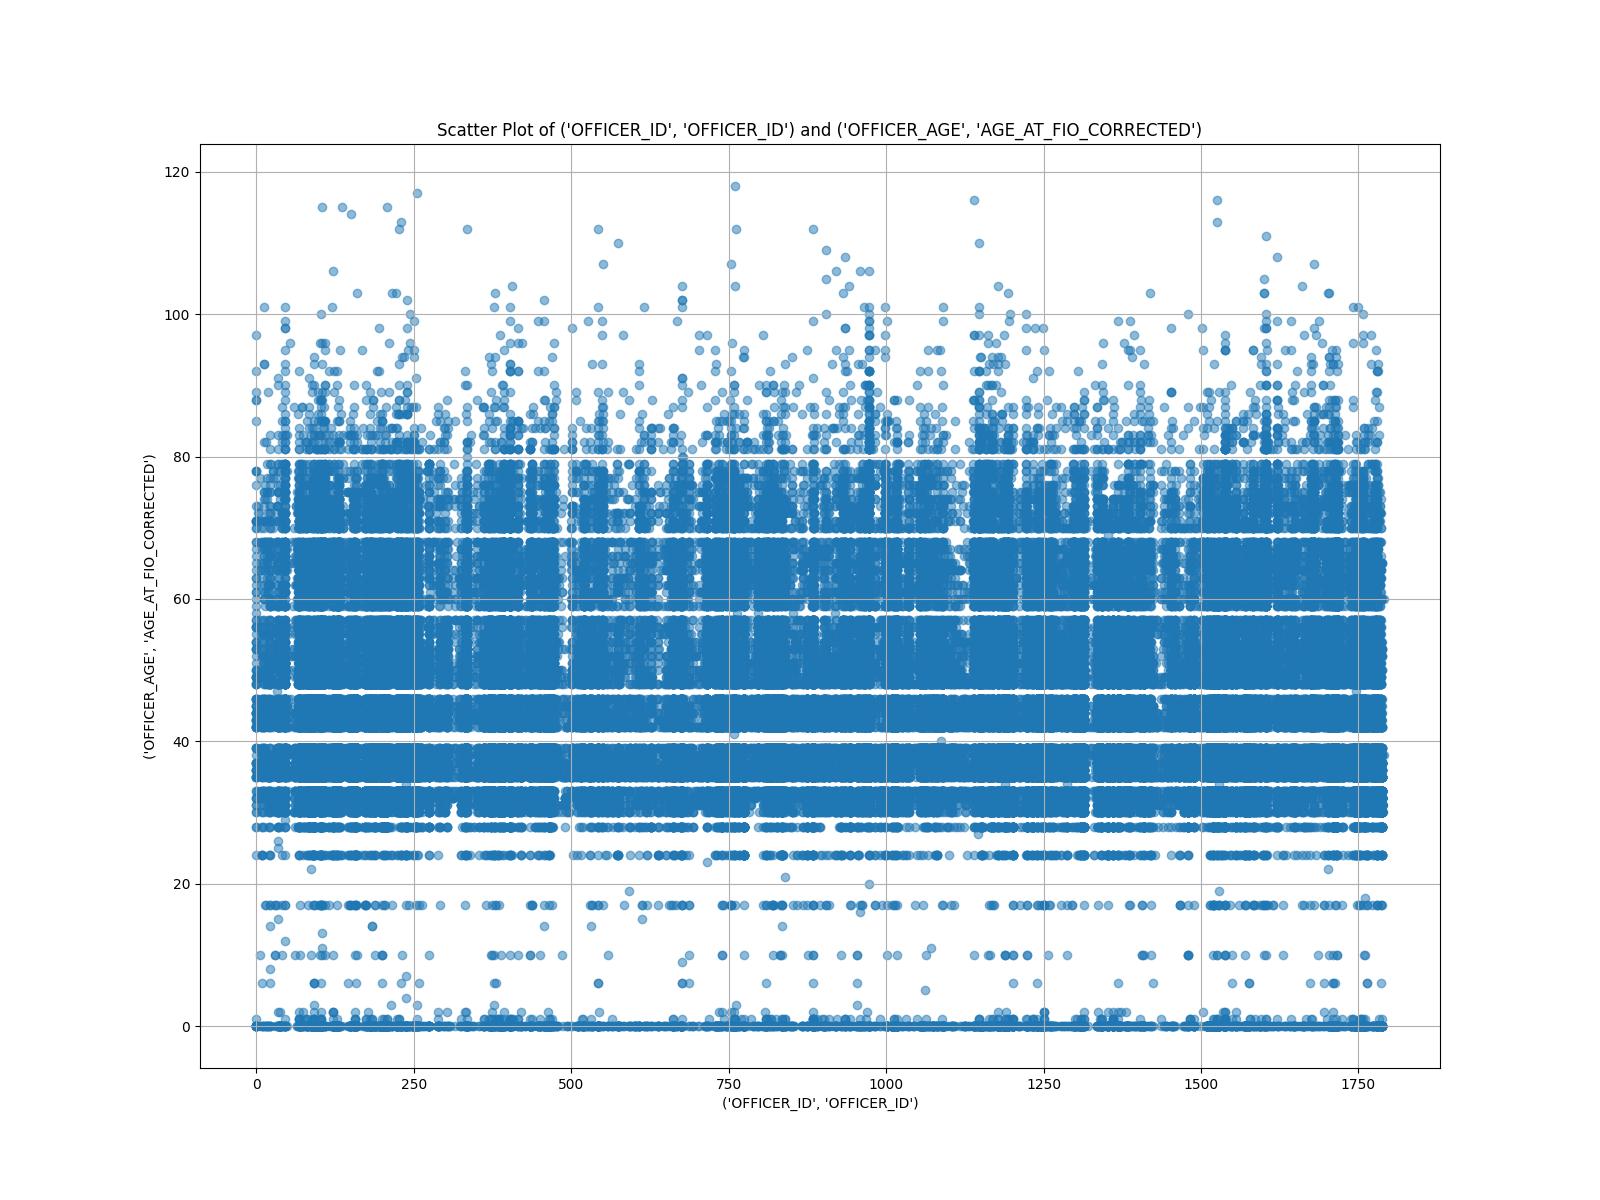 Scatter Plot of ('OFFICER_ID', 'OFFICER_ID') and ('OFFICER_AGE', 'AGE_AT_FIO_CORRECTED')
('OFFICER_AGE', 'AGE_AT_FIO_CORRECTED')
120
100
80
60
40
20
0
0 250 500 750 1000 1250 1500 1750
('OFFICER_ID', 'OFFICER_ID')